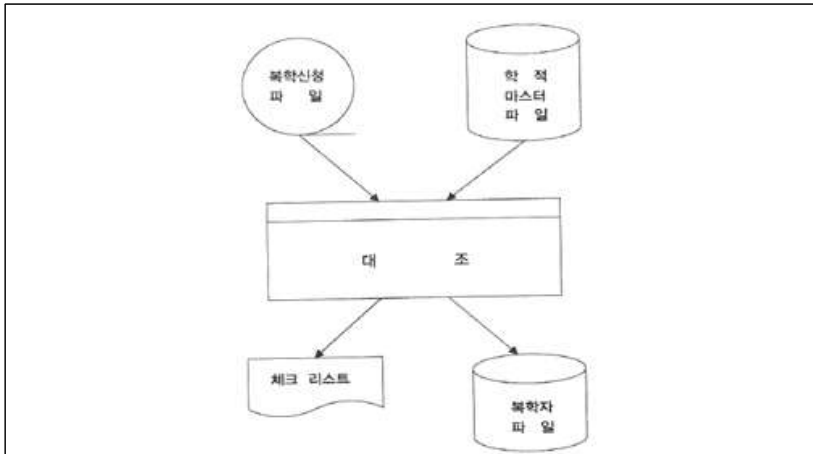 복학신청
파 일
학 적
마스터
파 일
대 조
체크 리스트
복학자
파 일